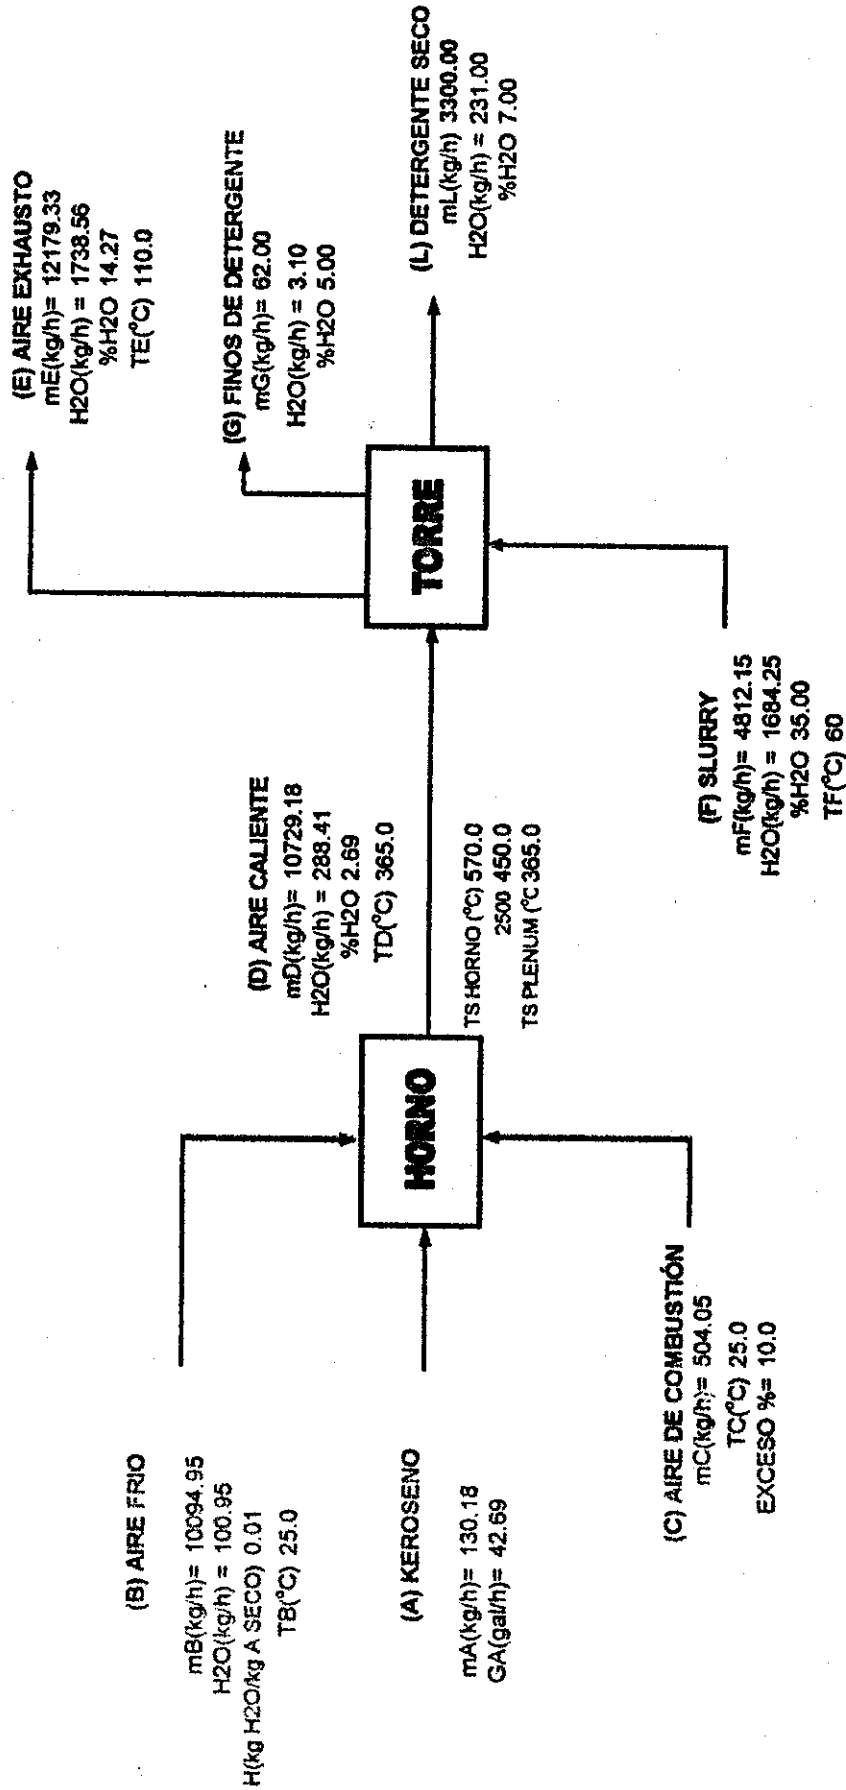 (B) AIRE FRIO
mB(kg/h)= 10094.95
H2O(kg/h) = 100.95
H(kg H2O/kg A SECO) 0.01
TB(°C) 25.0
(A) KEROSENO
mA(kg/h)= 130.18
GA(gal/h)= 42.69
(C) AIRE DE COMBUSTIÓN
mC(kg/h)= 504.05
TC(°C) 25.0
EXCESO %= 10.0
HORNO
(D) AIRE CALIENTE
mD(kg/h)= 10729.18
H2O(kg/h) = 288.41
%H2O 2.69
TD(°C) 365.0
TS HORNO (°C) 570.0
2500 450.0
TS PLENUM (°C 365.0
(F) SLURRY
mF(kg/h)= 4812.15
H2O(kg/h) = 1684.25
%H2O 35.00
TF(°C) 60
TORRE
(E) AIRE EXHAUSTO
mE(kg/h)= 12179.33
H2O(kg/h) = 1738.56
%H2O 14.27
TE(°C) 110.0
(G) FINOS DE DETERGENTE
mG(kg/h)= 62.00
H2O(kg/h) = 3.10
%H2O 5.00
(L) DETERGENTE SECO
mL(kg/h) 3300.00
H2O(kg/h) = 231.00
%H2O 7.00